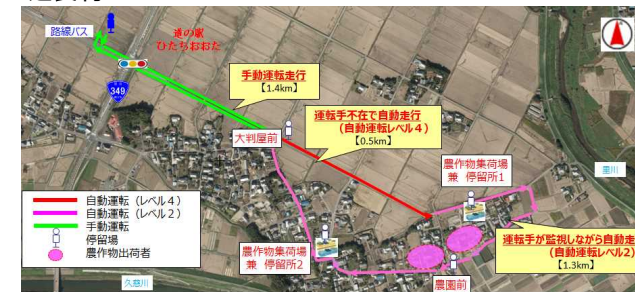 路線バス
道の駅
ひたちおおた
349
手動運転走行
【1.4km】
運転手不在で自動走行
(自動運転レベル4)
【0.5km】
大判屋前
農作物集荷場
兼 停留所1
里川
自動運転(レベル4)
自動運転(レベル2)
手動運転
停留場
農作物出荷者
農作物集荷場
兼 停留所2
運転手が監視しながら自動走
(自動運転レベル2)
【1.3km】
農園前
久慈川